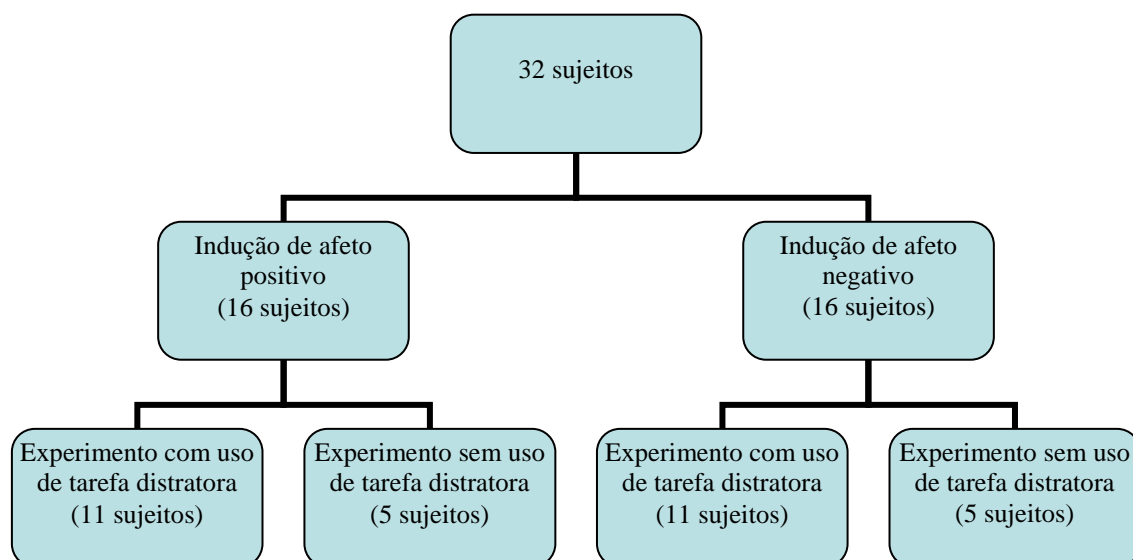 32 sujeitos
Indução de afeto
positivo
(16 sujeitos)
Indução de afeto
negativo
(16 sujeitos)
Experimento com uso
de tarefa distratora
(11 sujeitos)
Experimento sem uso
de tarefa distratora
(5 sujeitos)
Experimento com uso
de tarefa distratora
(11 sujeitos)
Experimento sem uso
de tarefa distratora
(5 sujeitos)